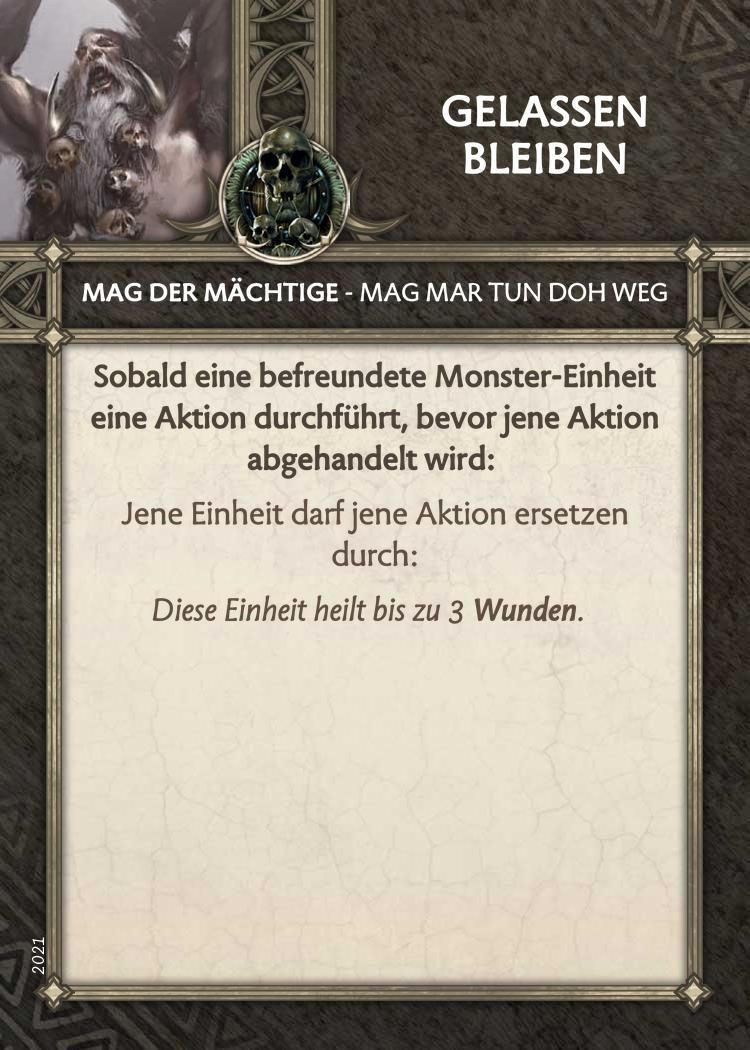 GELASSEN
BLEIBEN
MAG DER MÄCHTIGE - MAG MAR TUN DOH WEG
Sobald eine befreundete Monster-Einheit
eine Aktion durchführt, bevor jene Aktion
abgehandelt wird:
Jene Einheit darf jene Aktion ersetzen
durch:
Diese Einheit heilt bis zu 3 Wunden.
2021